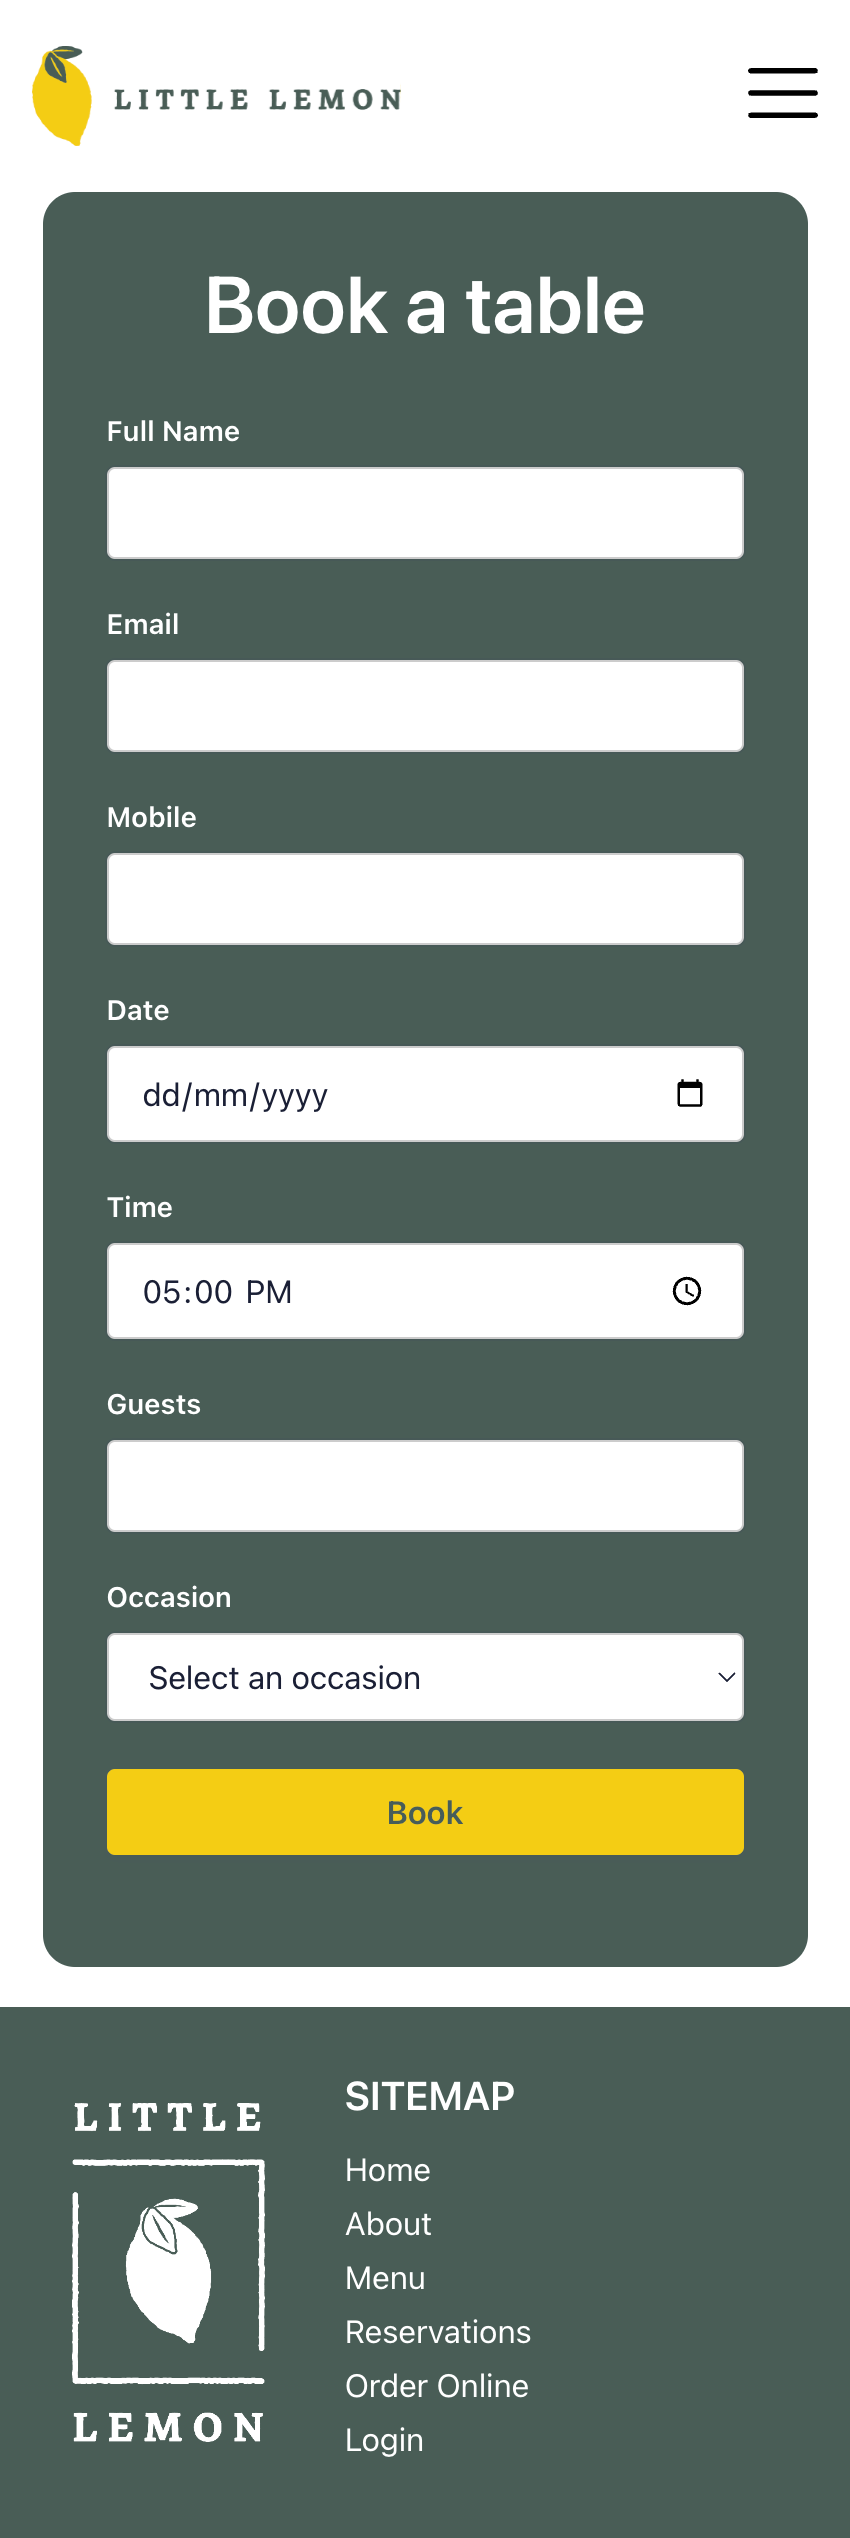 LITTLE LEMON
Book a table
Full Name
Email
Mobile
Date
dd/mm/yyyy
Time
05:00 PM
Guests
Occasion
Select an occasion
Book
LITTLE
LEMON
SITEMAP
Home
About
Menu
Reservations
Order Online
Login